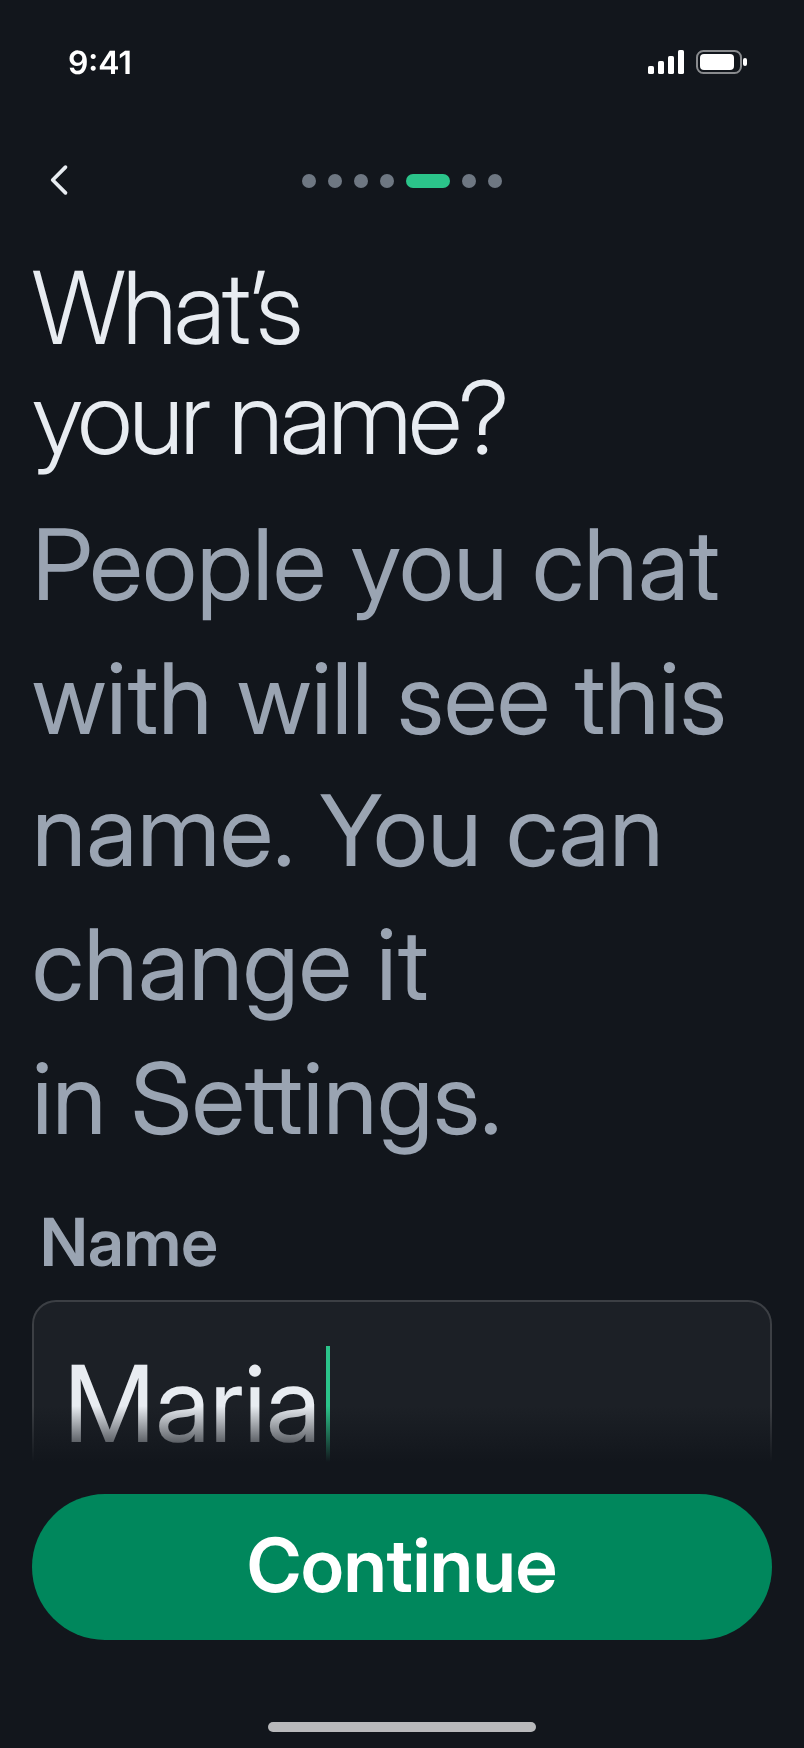 9:41
What’s
your name?
People you chat
with will see this
name. You can
change it
in Settings.
Name
Maria
Continue